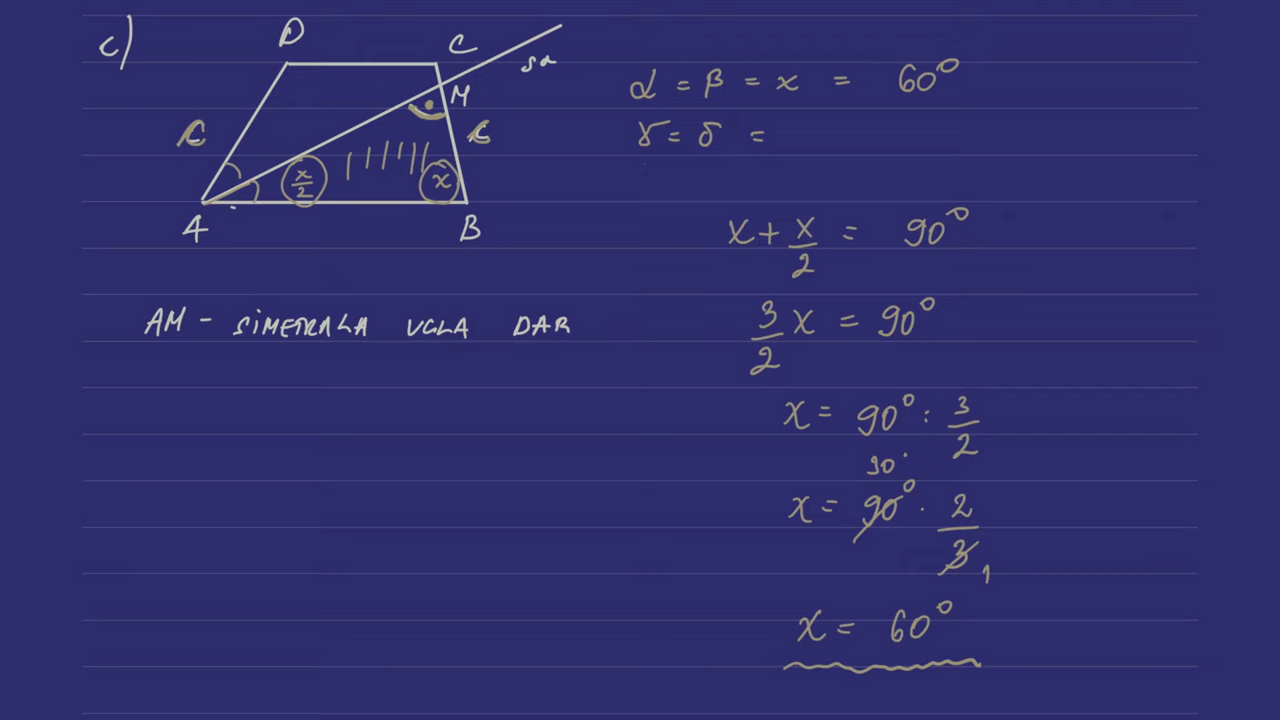 c)
D
C
sα
M
c
c
x/2
x
A
B
AM - SIMETRALA UGLA DAB
α = β = x = 60°
γ = δ =
x + x/2 = 90°
3/2 x = 90°
x = 90° : 3/2
30°
x = 90° · 2/3 1
x = 60°